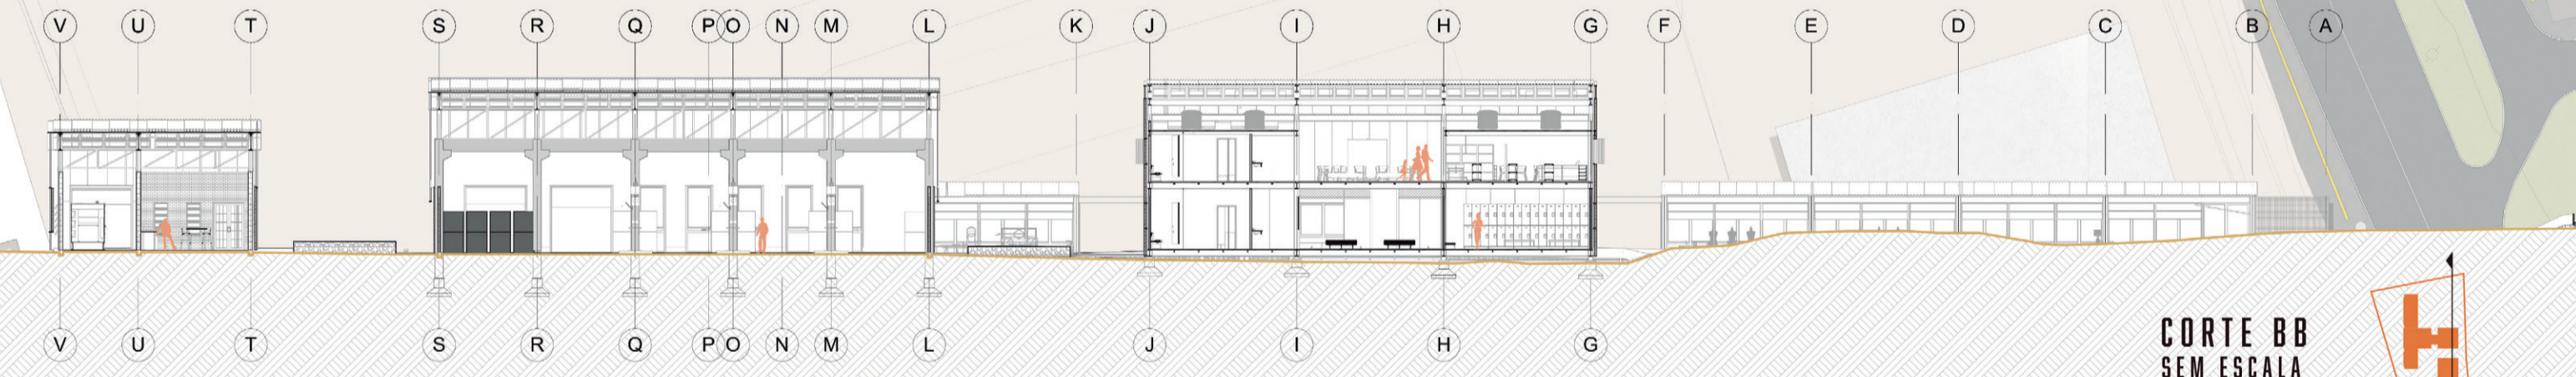 V U T S R Q P O N M L K J I H G F E D C B A
V U T S R Q P O N M L J I H G
CORTE BB
SEM ESCALA